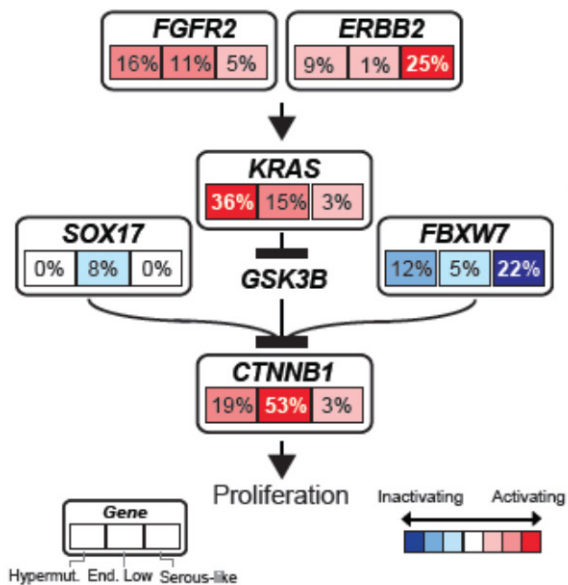 FGFR2 ERBB2
16% 11% 5% 9% 1% 25%
KRAS
36% 15% 3%
SOX17 FBXW7
0% 8% 0% 12% 5% 22%
GSK3B
CTNNB1
19% 53% 3%
Proliferation
Inactivating Activating
Gene
Hypermut. End. Low Serous-like